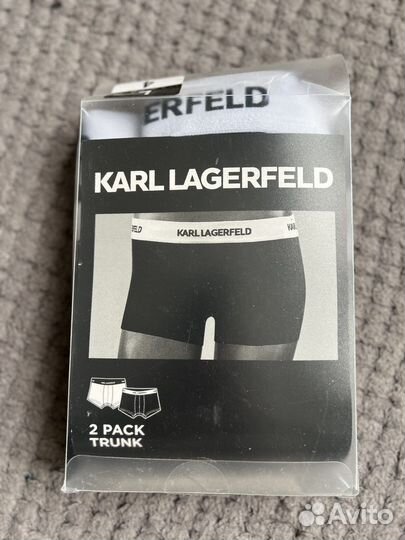 ERFELD
KARL LAGERFELD
KARL LAGERFELD
2 PACK
TRUNK
Avito